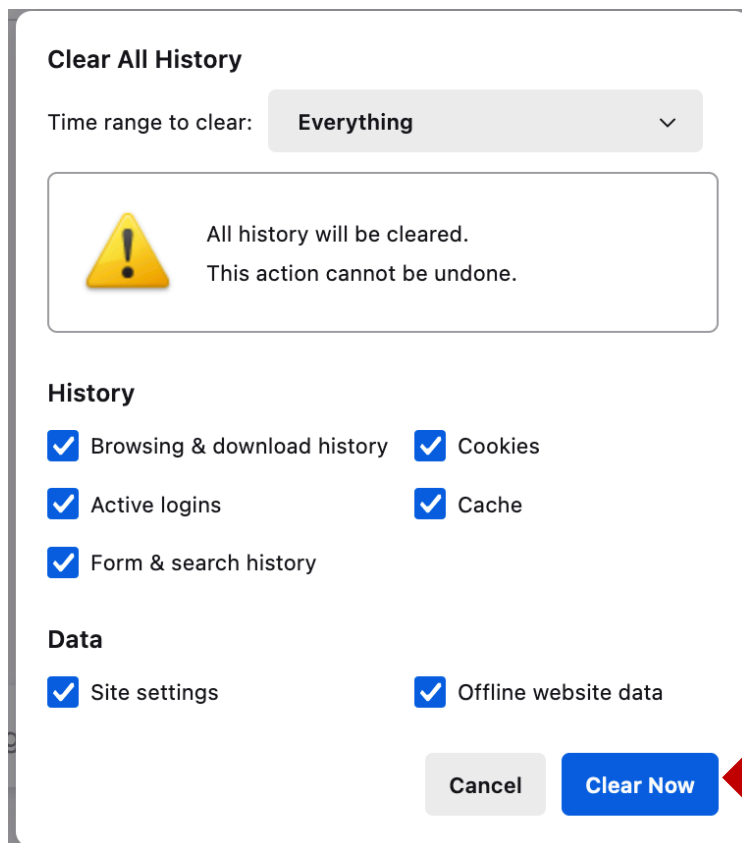 Clear All History
Time range to clear: Everything
All history will be cleared.
This action cannot be undone.
History
Browsing & download history Cookies
Active logins Cache
Form & search history
Data
Site settings Offline website data
Cancel Clear Now